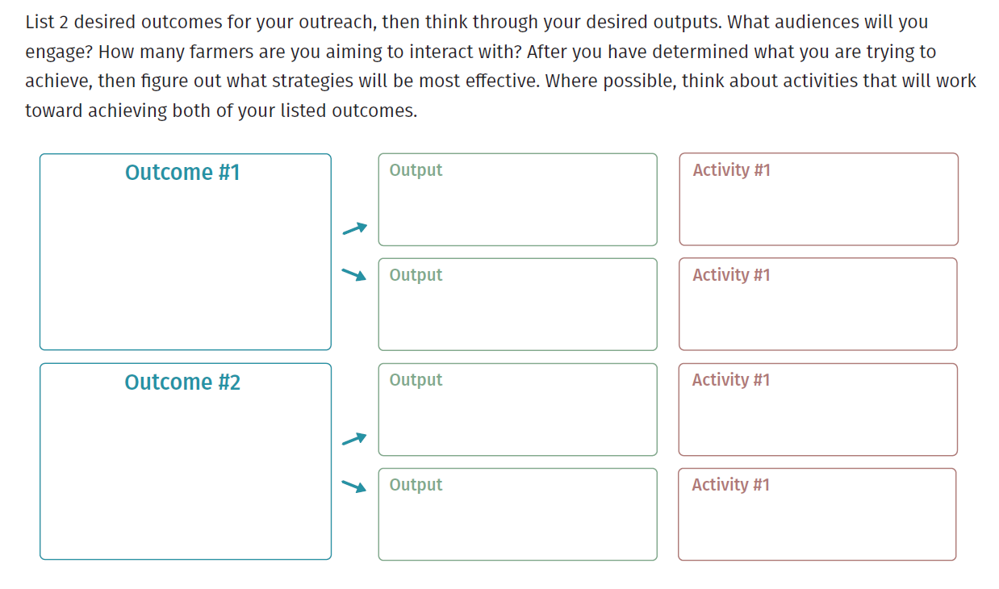 List 2 desired outcomes for your outreach, then think through your desired outputs. What audiences will you
engage? How many farmers are you aiming to interact with? After you have determined what you are trying to
achieve, then figure out what strategies will be most effective. Where possible, think about activities that will work
toward achieving both of your listed outcomes.
Outcome #1
Output
Activity #1
Output
Activity #1
Outcome #2
Output
Activity #1
Output
Activity #1